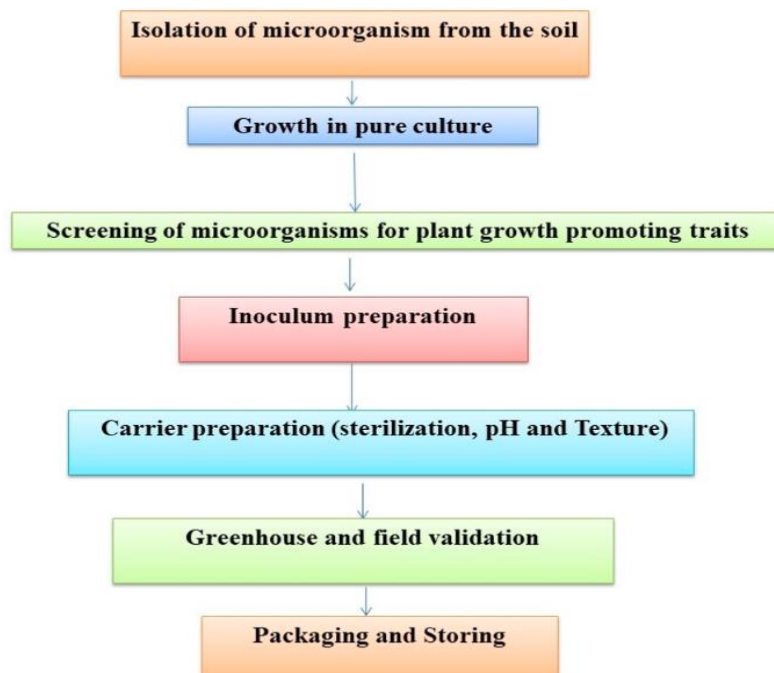 Isolation of microorganism from the soil
Growth in pure culture
Screening of microorganisms for plant growth promoting traits
Inoculum preparation
Carrier preparation (sterilization, pH and Texture)
Greenhouse and field validation
Packaging and Storing